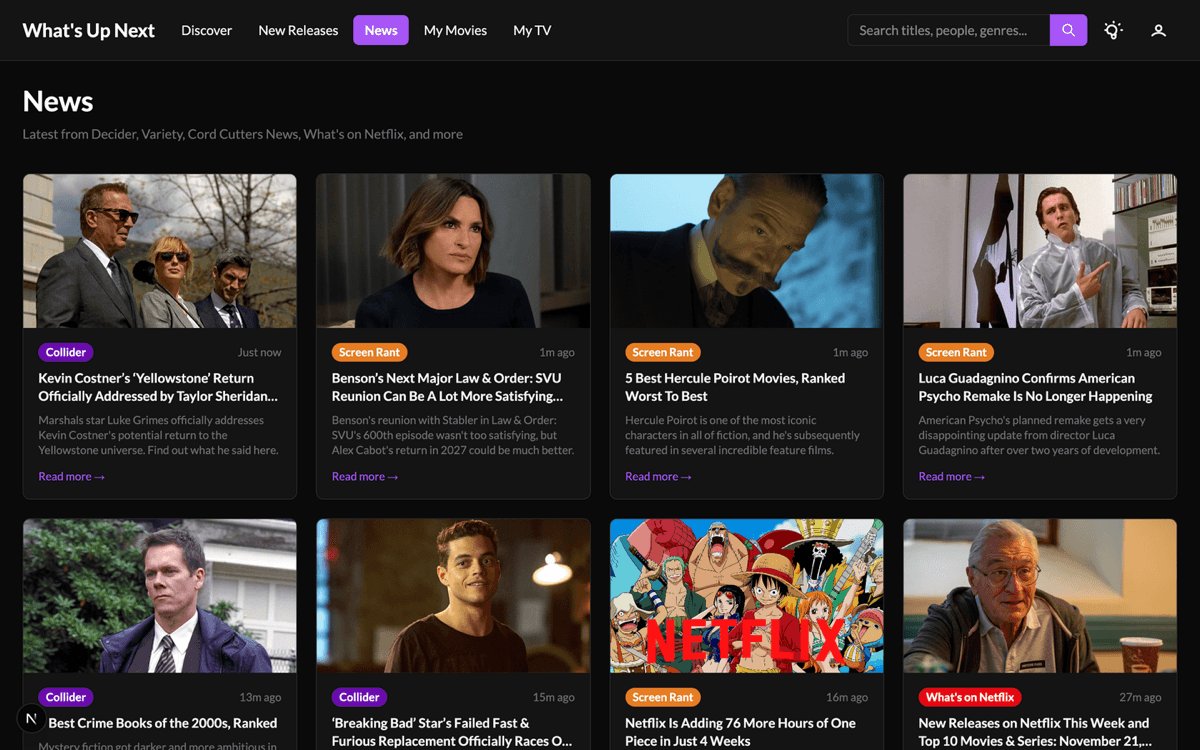 What's Up Next
Discover
New Releases
News
My Movies
My TV
Search titles, people, genres...
News
Latest from Decider, Variety, Cord Cutters News, What's on Netflix, and more
Collider
Just now
Kevin Costner’s ‘Yellowstone’ Return
Officially Addressed by Taylor Sheridan...
Marshals star Luke Grimes officially addresses
Kevin Costner's potential return to the
Yellowstone universe. Find out what he said here.
Read more →
Screen Rant
1m ago
Benson’s Next Major Law & Order: SVU
Reunion Can Be A Lot More Satisfying...
Benson's reunion with Stabler in Law & Order:
SVU's 600th episode wasn't too satisfying, but
Alex Cabot's return in 2027 could be much better.
Read more →
Screen Rant
1m ago
5 Best Hercule Poirot Movies, Ranked
Worst To Best
Hercule Poirot is one of the most iconic
characters in all of fiction, and he's subsequently
featured in several incredible feature films.
Read more →
Screen Rant
1m ago
Luca Guadagnino Confirms American
Psycho Remake Is No Longer Happening
American Psycho's planned remake gets a very
disappointing update from director Luca
Guadagnino after over two years of development.
Read more →
NETFLIX
Collider
13m ago
Best Crime Books of the 2000s, Ranked
Mystery fiction got darker and more ambitious in
Collider
15m ago
‘Breaking Bad’ Star’s Failed Fast &
Furious Replacement Officially Races O...
Screen Rant
16m ago
Netflix Is Adding 76 More Hours of One
Piece in Just 4 Weeks
What's on Netflix
27m ago
New Releases on Netflix This Week and
Top 10 Movies & Series: November 21,...
N